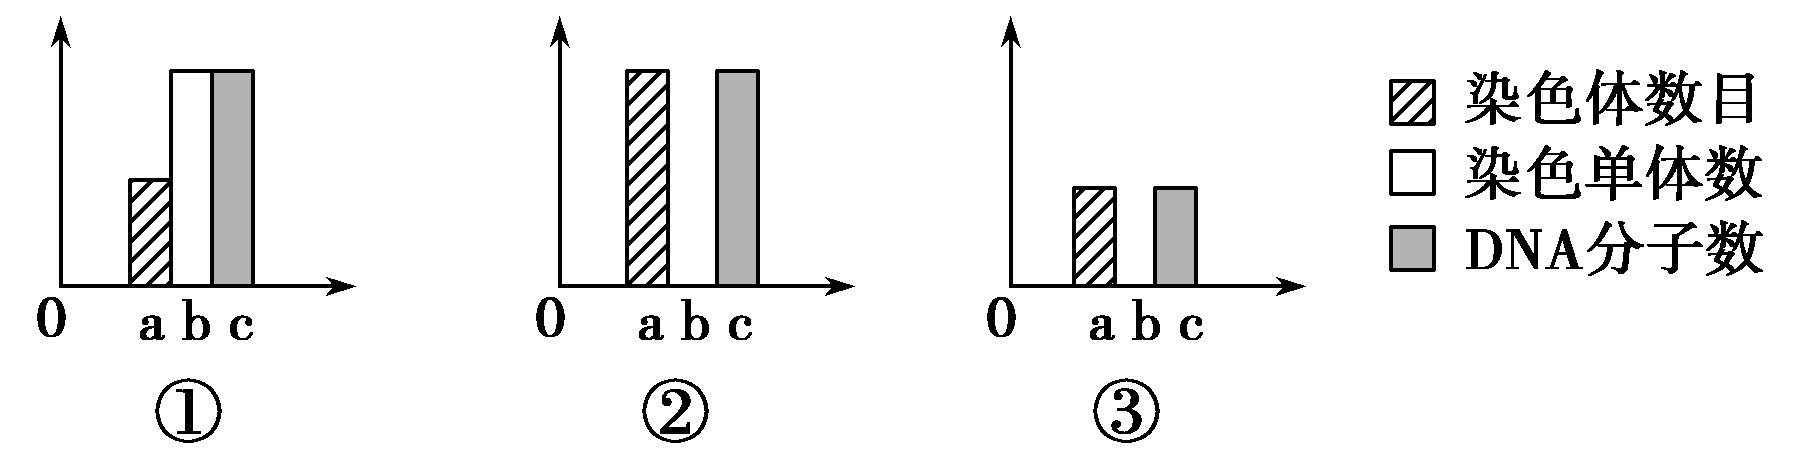 染色体数目
染色单体数
DNA分子数
0 a b c
0 a b c
0 a b c
① ② ③